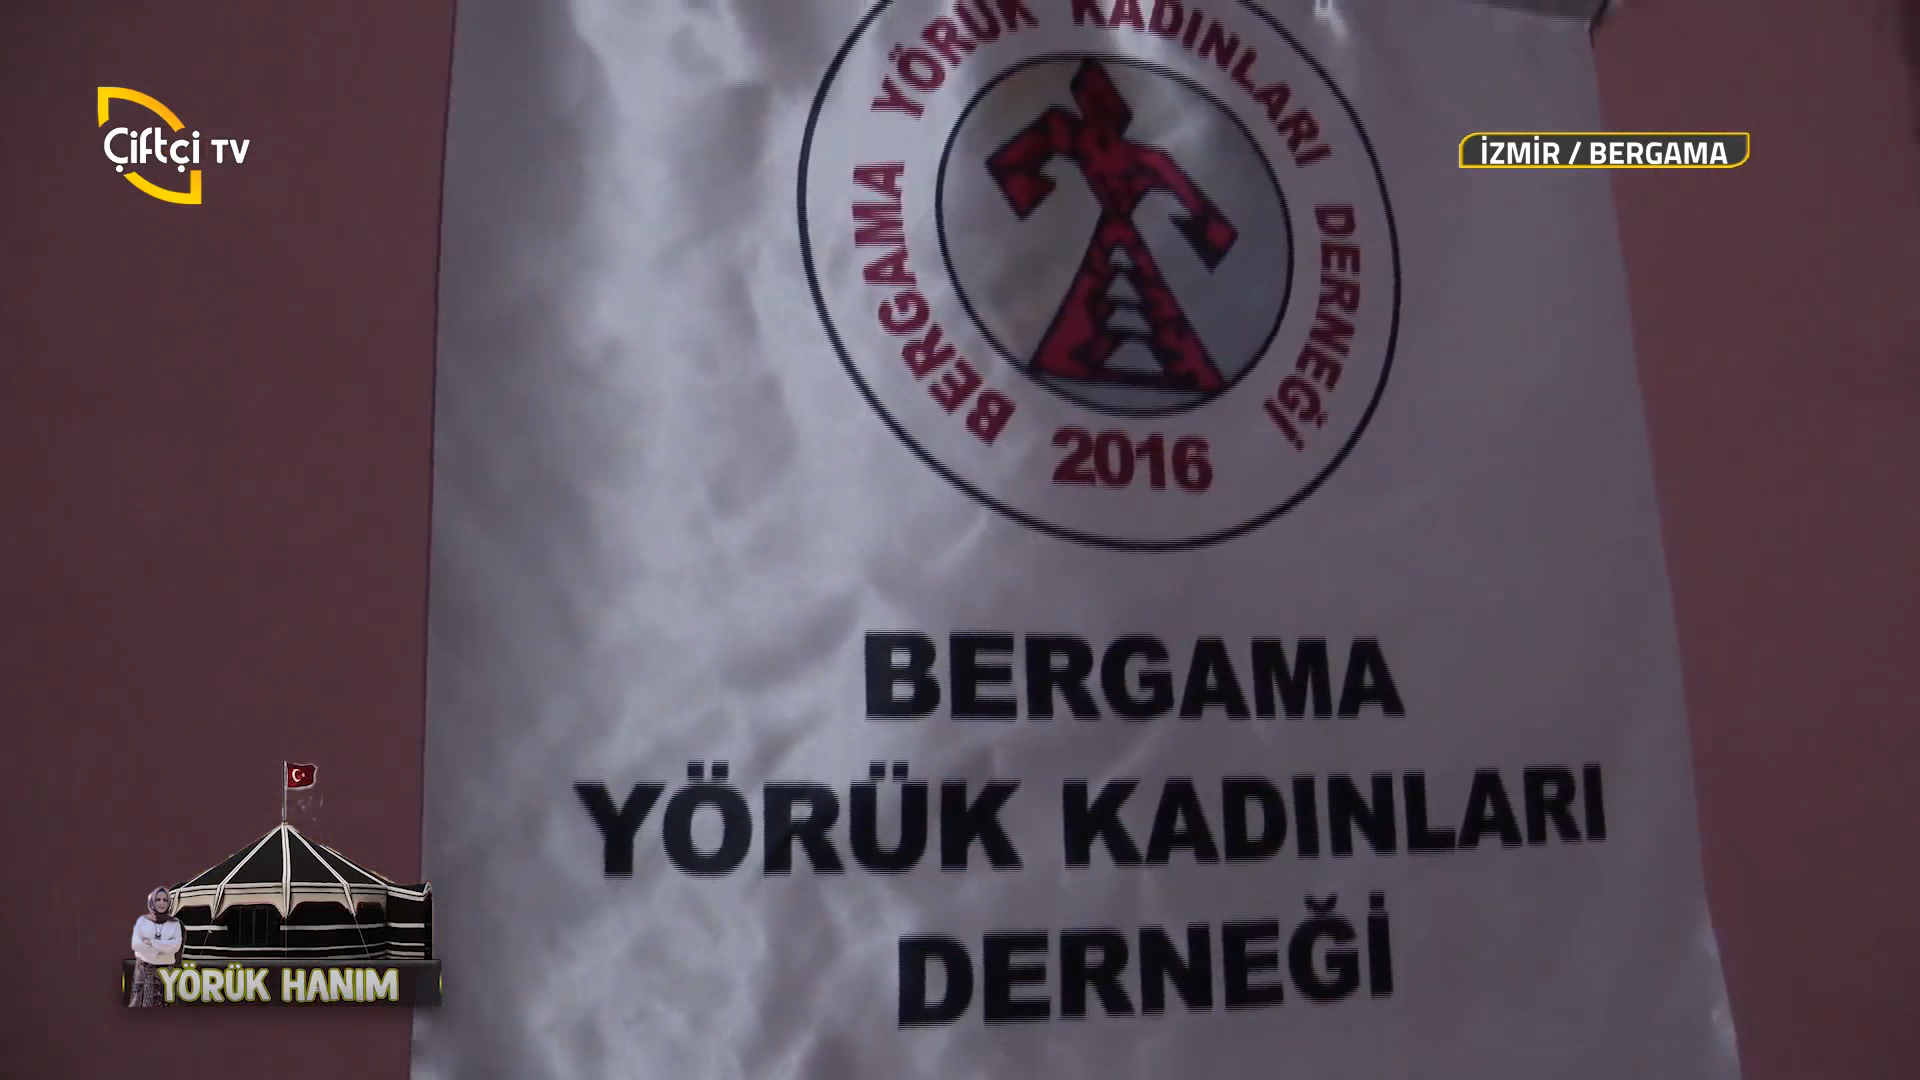 BERGAMA YÖRÜK KADINLARI DERNEĞİ
2016
Çiftçi TV
İZMİR / BERGAMA
BERGAMA
YÖRÜK KADINLARI
DERNEĞİ
YÖRÜK HANIM